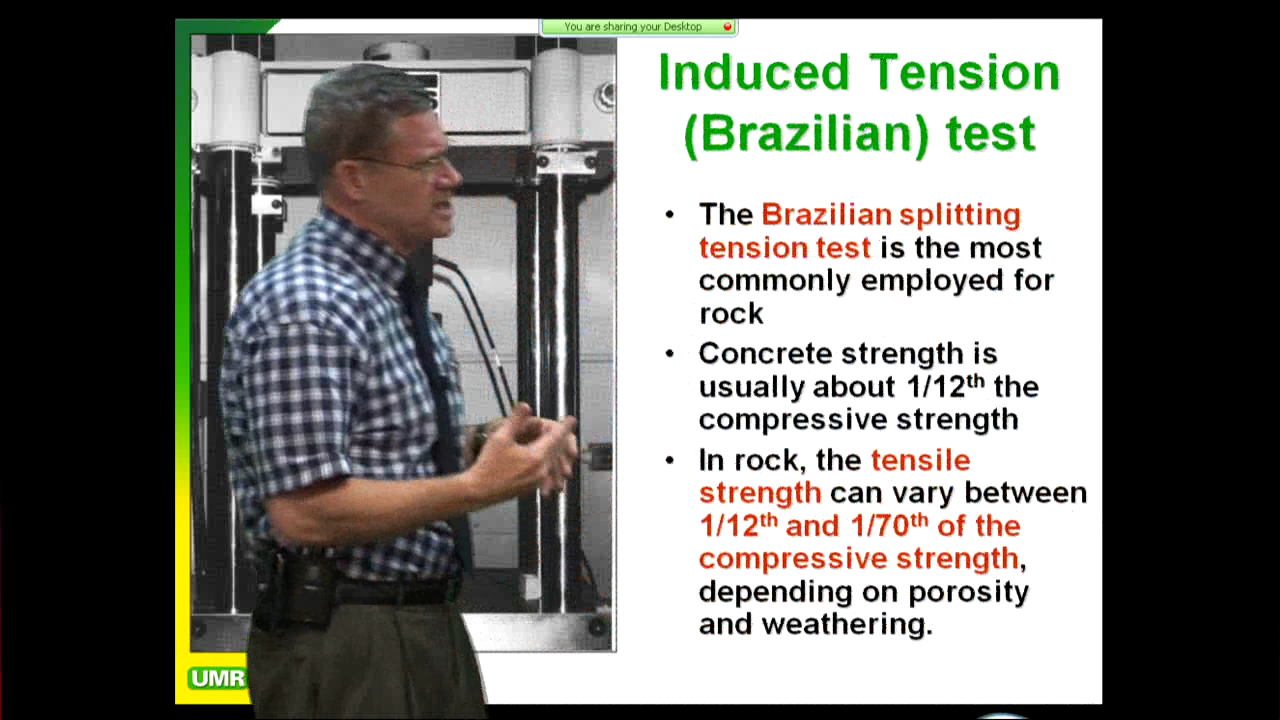 You are sharing your Desktop
Induced Tension
(Brazilian) test
• The Brazilian splitting
tension test is the most
commonly employed for
rock
• Concrete strength is
usually about 1/12th the
compressive strength
• In rock, the tensile
strength can vary between
1/12th and 1/70th of the
compressive strength,
depending on porosity
and weathering.
UMR